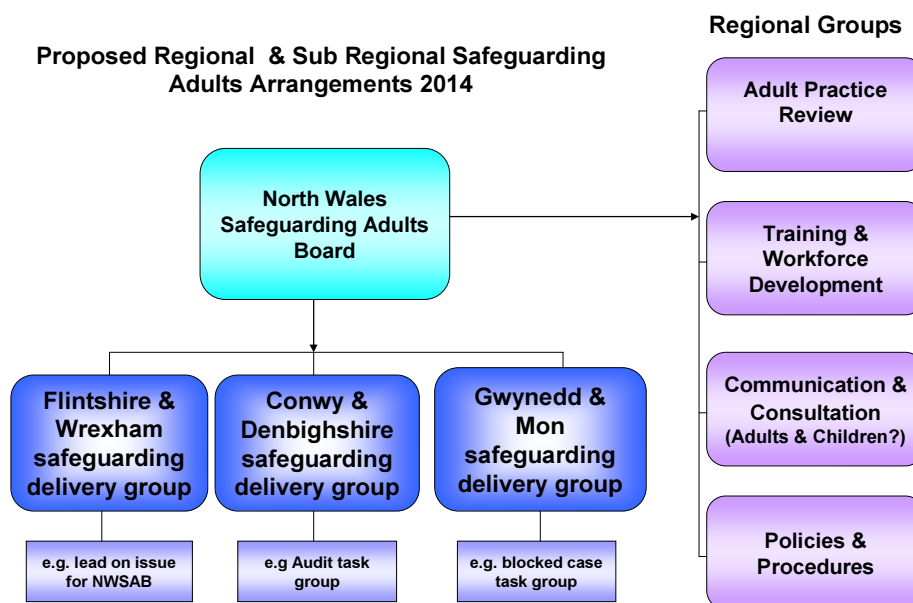 Proposed Regional & Sub Regional Safeguarding
Adults Arrangements 2014
Regional Groups
North Wales
Safeguarding Adults
Board
Adult Practice
Review
Training &
Workforce
Development
Communication &
Consultation
(Adults & Children?)
Policies &
Procedures
Flintshire &
Wrexham
safeguarding
delivery group
Conwy &
Denbighshire
safeguarding
delivery group
Gwynedd &
Mon
safeguarding
delivery group
e.g. lead on issue
for NWSAB
e.g Audit task
group
e.g. blocked case
task group